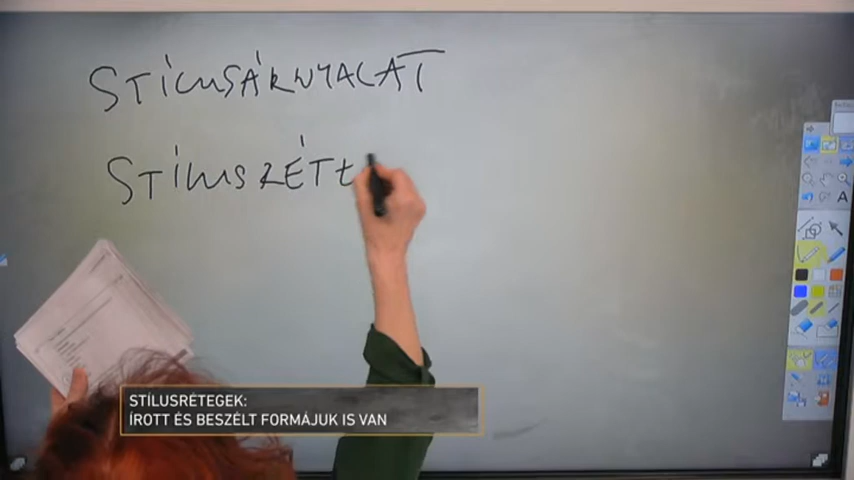 STÍLUSÁRNYALAT
STÍLUSRÉTE
STÍLUSRÉTEGEK:
ÍROTT ÉS BESZÉLT FORMÁJUK IS VAN